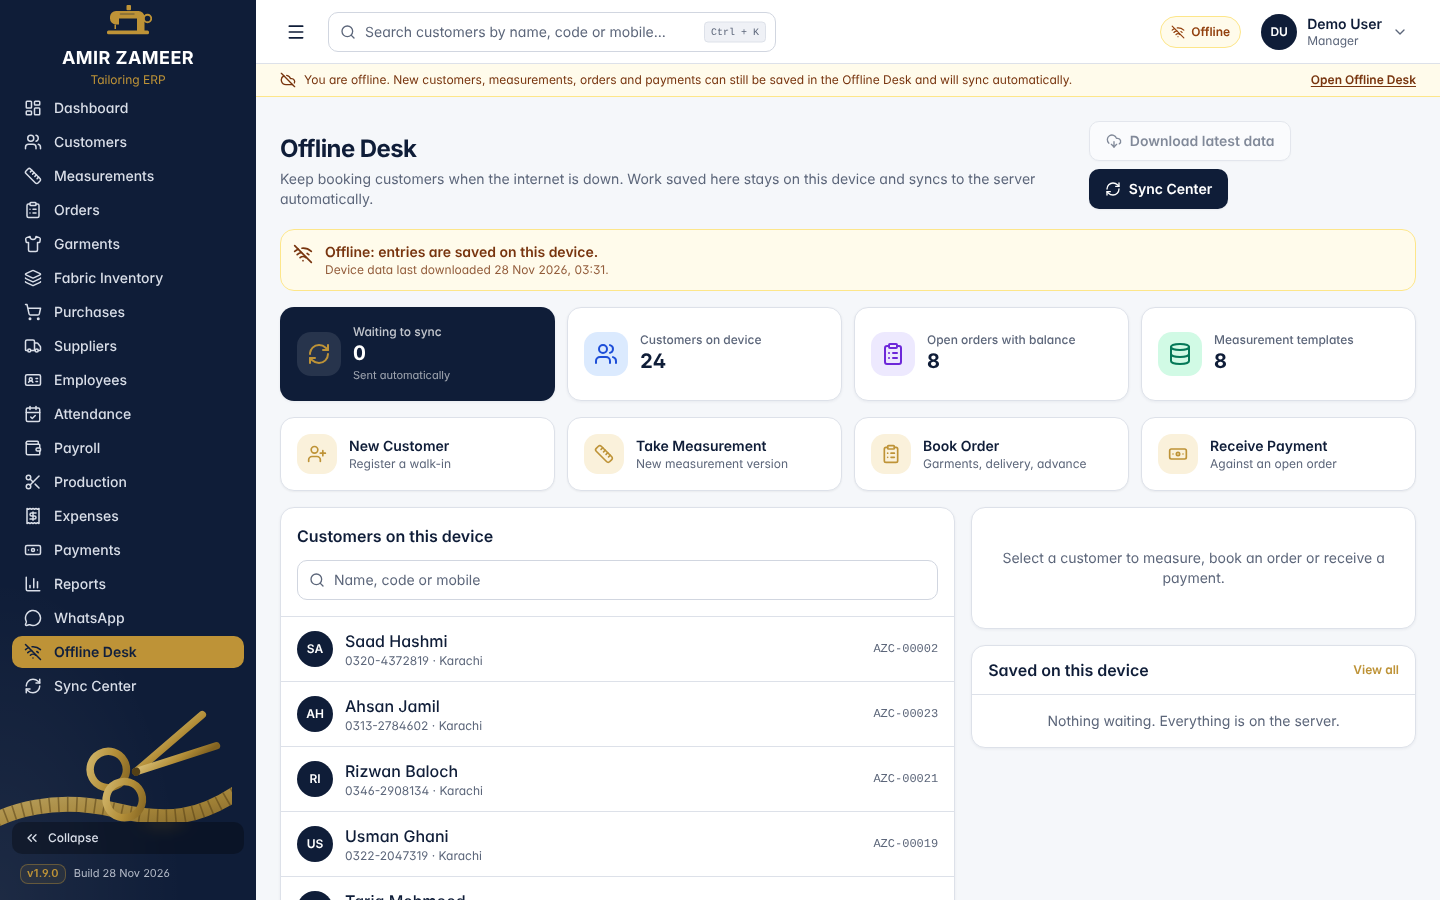 AMIR ZAMEER
Tailoring ERP
Dashboard
Customers
Measurements
Orders
Garments
Fabric Inventory
Purchases
Suppliers
Employees
Attendance
Payroll
Production
Expenses
Payments
Reports
WhatsApp
Offline Desk
Sync Center
Collapse
v1.9.0 Build 28 Nov 2026
Search customers by name, code or mobile... Ctrl + K
Offline
DU
Demo User
Manager
You are offline. New customers, measurements, orders and payments can still be saved in the Offline Desk and will sync automatically.
Open Offline Desk
Offline Desk
Keep booking customers when the internet is down. Work saved here stays on this device and syncs to the server
automatically.
Download latest data
Sync Center
Offline: entries are saved on this device.
Device data last downloaded 28 Nov 2026, 03:31.
Waiting to sync
0
Sent automatically
Customers on device
24
Open orders with balance
8
Measurement templates
8
New Customer
Register a walk-in
Take Measurement
New measurement version
Book Order
Garments, delivery, advance
Receive Payment
Against an open order
Customers on this device
Name, code or mobile
SA
Saad Hashmi
0320-4372819 · Karachi
AZC-00002
AH
Ahsan Jamil
0313-2784602 · Karachi
AZC-00023
RI
Rizwan Baloch
0346-2908134 · Karachi
AZC-00021
US
Usman Ghani
0322-2047319 · Karachi
AZC-00019
Select a customer to measure, book an order or receive a
payment.
Saved on this device
View all
Nothing waiting. Everything is on the server.